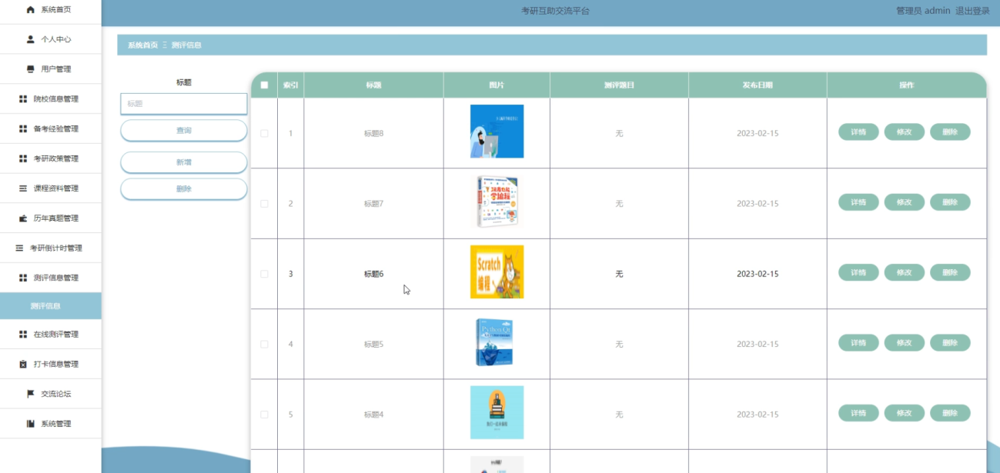 考研互助交流平台
管理员 admin 退出登录
系统首页
个人中心
用户管理
院校信息管理
备考经验管理
考研政策管理
课程资料管理
历年真题管理
考研倒计时管理
测评信息管理
测评信息
在线测评管理
打卡信息管理
交流论坛
系统管理
系统首页 测评信息
标题
标题
查询
新增
删除
索引 标题 图片 测评题目 发布日期 操作
1 标题8 无 2023-02-15 详情 修改 删除
2 标题7 无 2023-02-15 详情 修改 删除
3 标题6 Scratch 编程 无 2023-02-15 详情 修改 删除
4 标题5 Python Qt 无 2023-02-15 详情 修改 删除
5 标题4 无 2023-02-15 详情 修改 删除